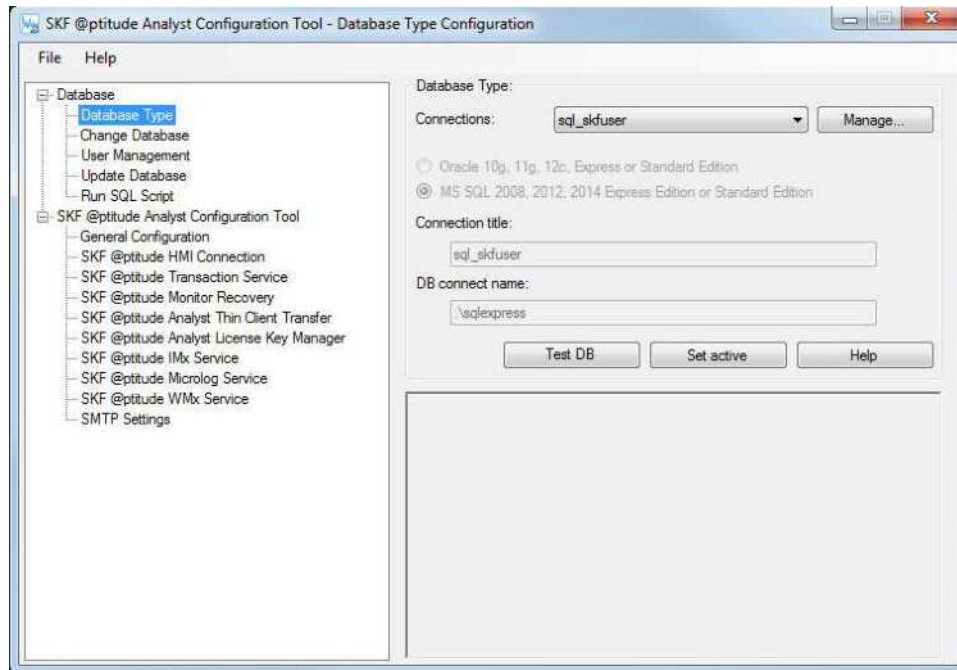 SKF @ptitude Analyst Configuration Tool - Database Type Configuration
File Help
Database
Database Type
Change Database
User Management
Update Database
Run SQL Script
SKF @ptitude Analyst Configuration Tool
General Configuration
SKF @ptitude HMI Connection
SKF @ptitude Transaction Service
SKF @ptitude Monitor Recovery
SKF @ptitude Analyst Thin Client Transfer
SKF @ptitude Analyst License Key Manager
SKF @ptitude IMx Service
SKF @ptitude Microlog Service
SKF @ptitude WMx Service
SMTP Settings
Database Type:
Connections: sql_skfuser Manage...
Oracle 10g, 11g, 12c, Express or Standard Edition
MS SQL 2008, 2012, 2014 Express Edition or Standard Edition
Connection title:
sql_skfuser
DB connect name:
.\sqlexpress
Test DB Set active Help